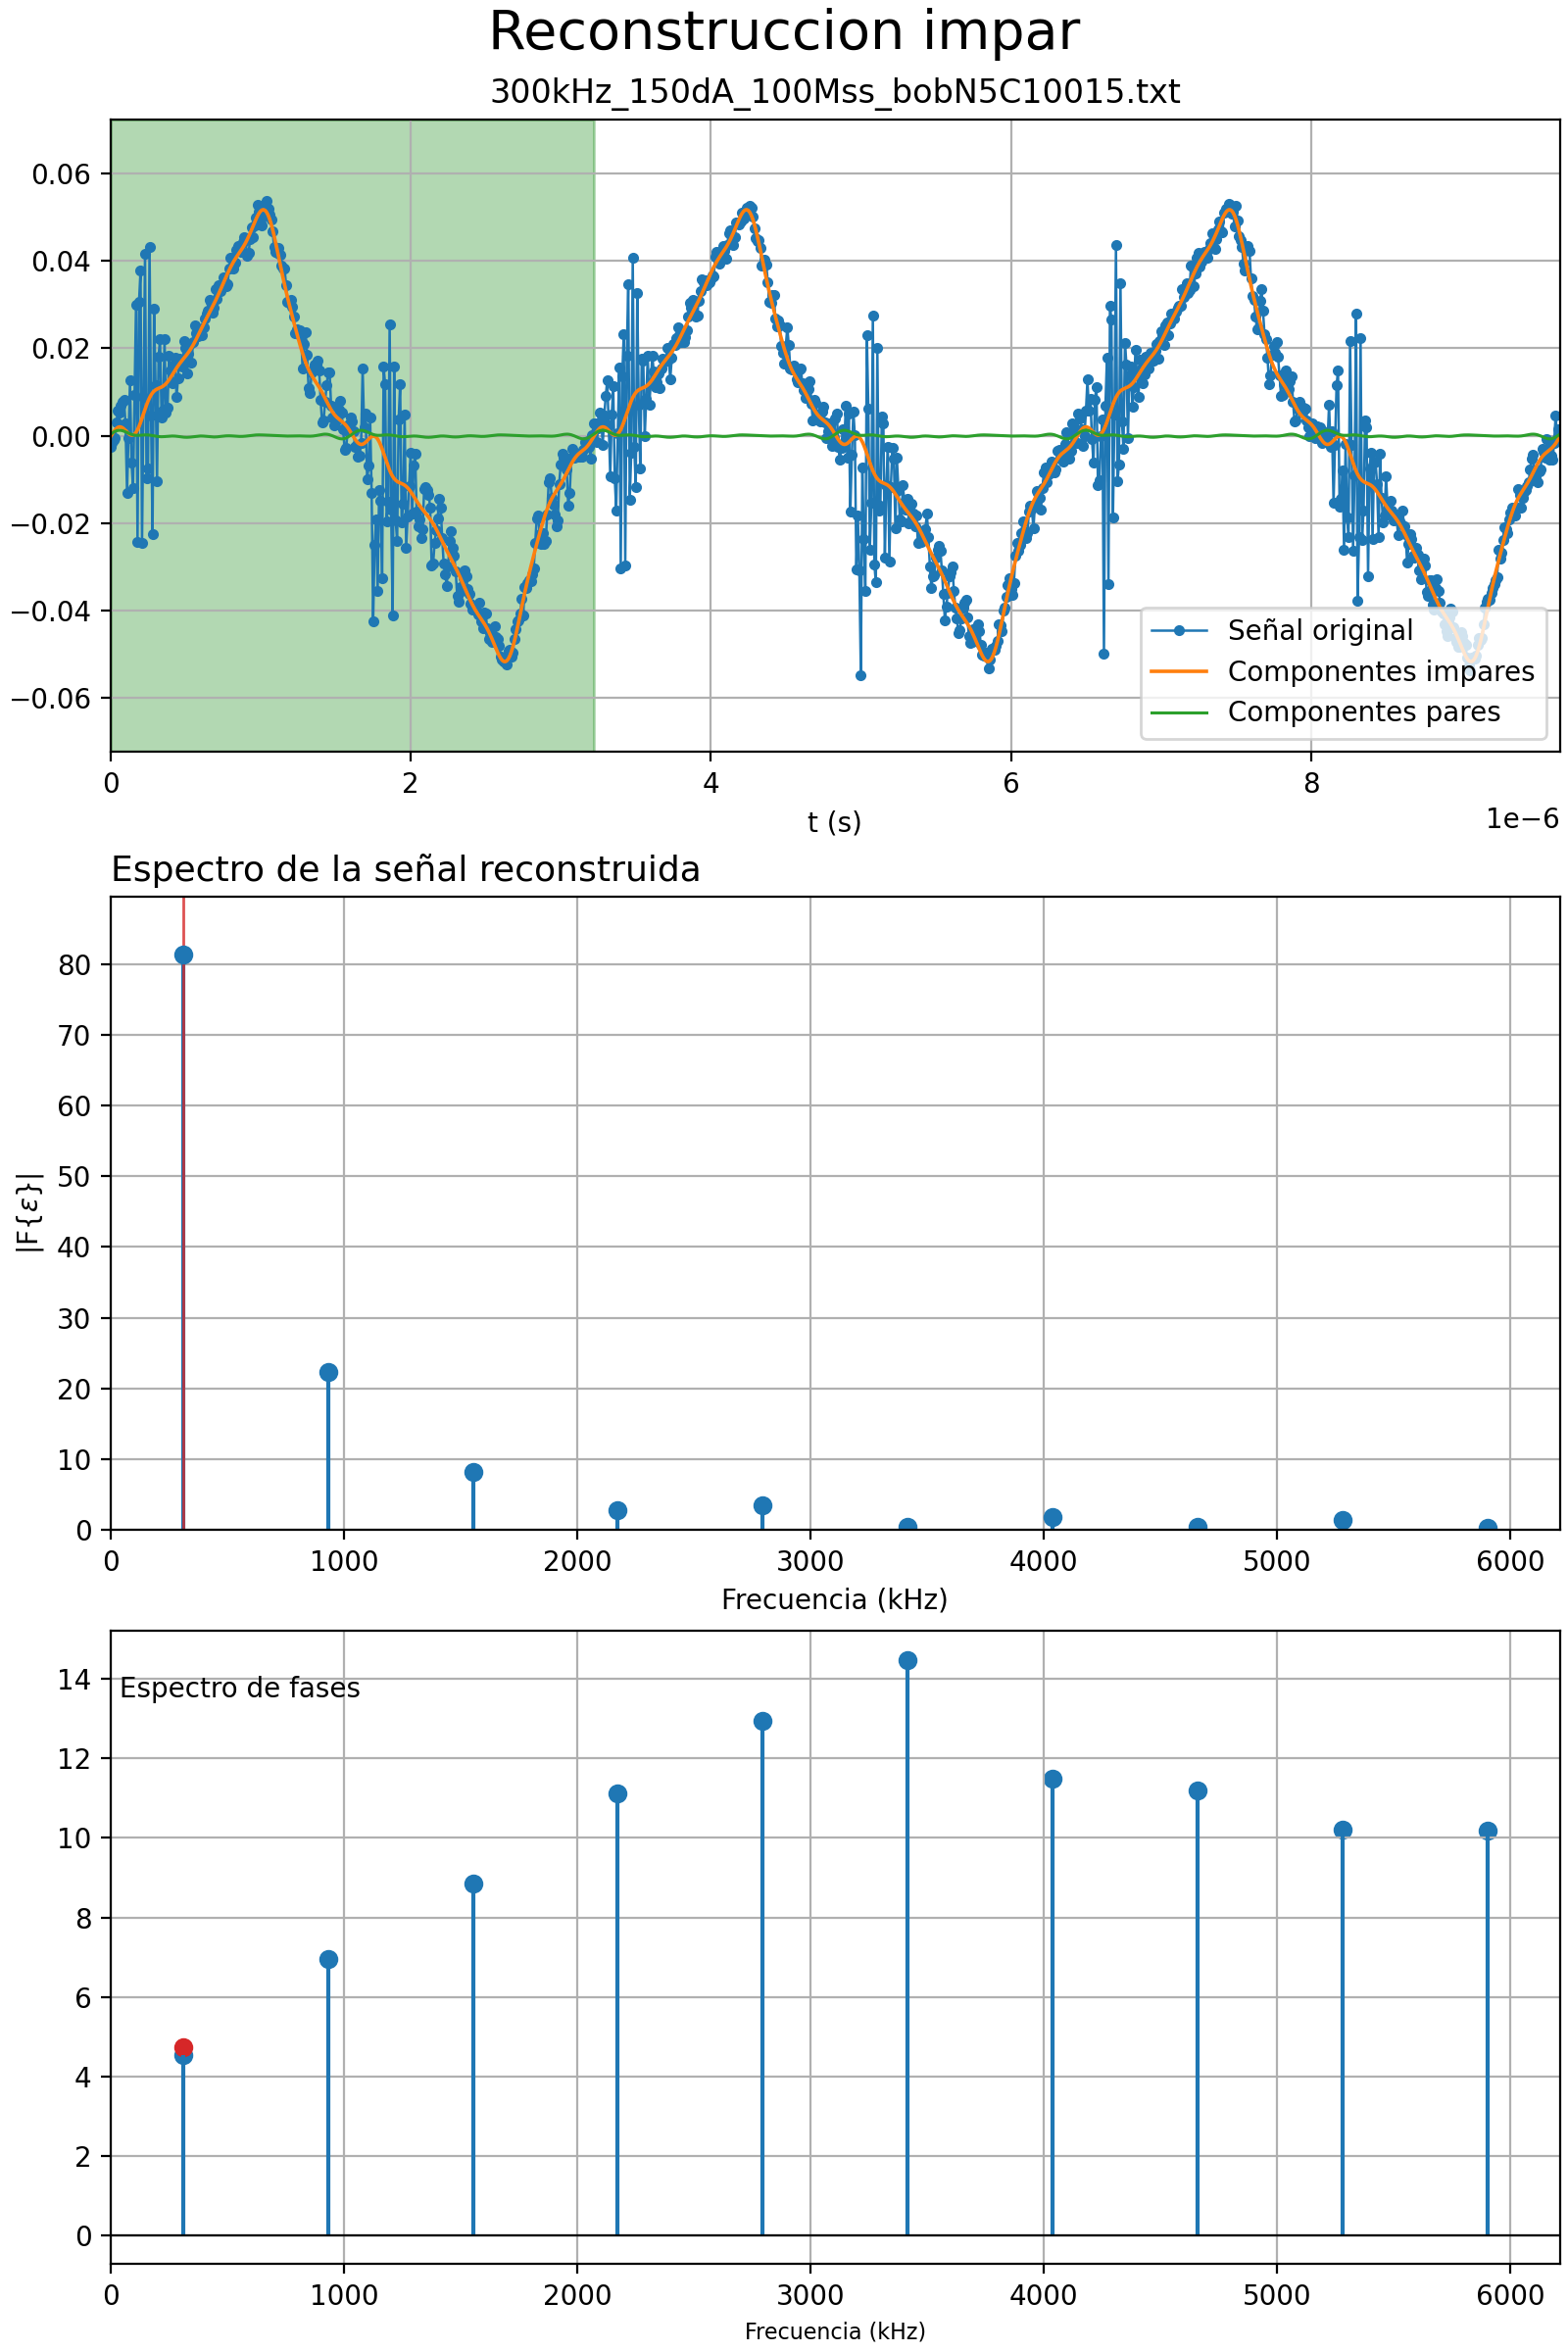 Reconstruccion impar
300kHz_150dA_100Mss_bobN5C10015.txt
0.06
0.04
0.02
0.00
−0.02
−0.04
−0.06
Señal original
Componentes impares
Componentes pares
0 2 4 6 8
t (s)
1e−6
Espectro de la señal reconstruida
80
70
60
50
40
30
20
10
0
|F{ε}|
0 1000 2000 3000 4000 5000 6000
Frecuencia (kHz)
14
Espectro de fases
12
10
8
6
4
2
0
0 1000 2000 3000 4000 5000 6000
Frecuencia (kHz)